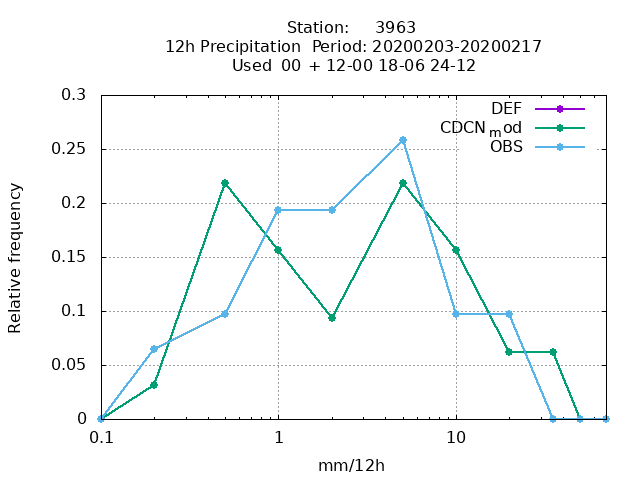 Station:     3963
12h Precipitation  Period: 20200203-20200217
Used  00  + 12-00 18-06 24-12
DEF
CDCN_mod
OBS
0.3
0.25
0.2
0.15
0.1
0.05
0
0.1
1
10
Relative frequency
mm/12h